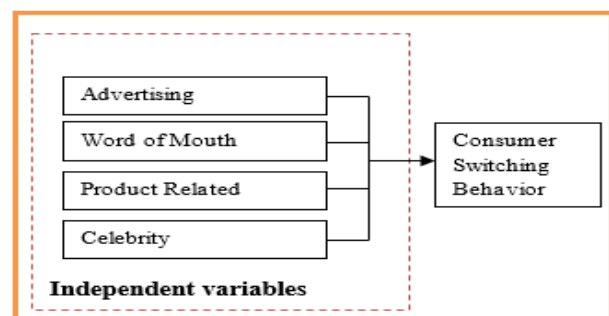 Advertising
Word of Mouth
Product Related
Celebrity
Independent variables
Consumer
Switching
Behavior